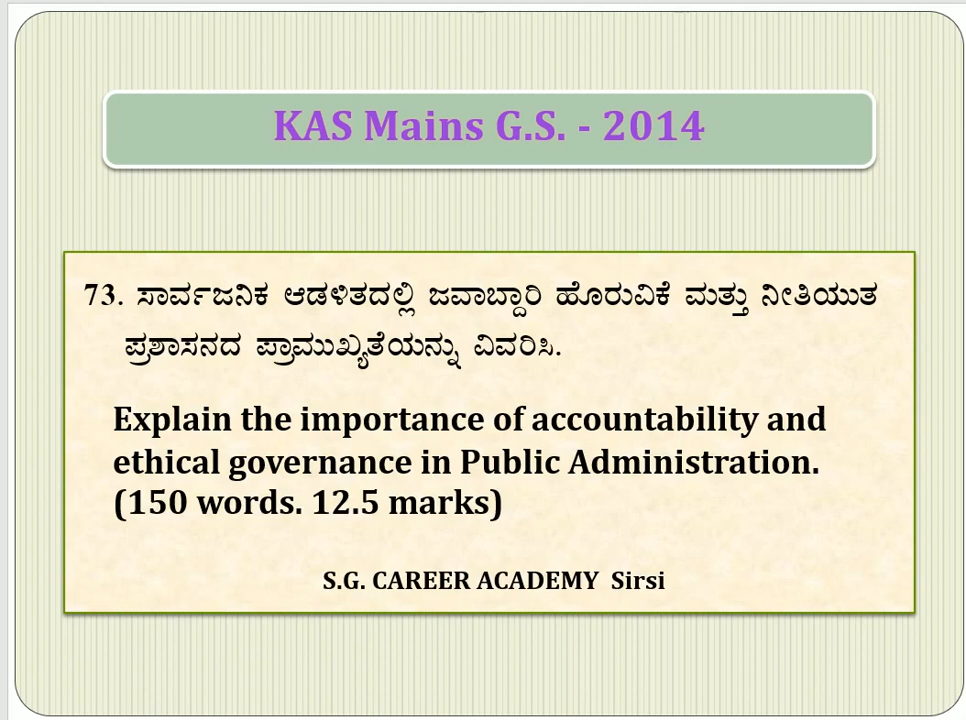 KAS Mains G.S. - 2014
73. ಸಾರ್ವಜನಿಕ ಆಡಳಿತದಲ್ಲಿ ಜವಾಬ್ದಾರಿ ಹೊರುವಿಕೆ ಮತ್ತು ನೀತಿಯುತ
ಪ್ರಶಾಸನದ ಪ್ರಾಮುಖ್ಯತೆಯನ್ನು ವಿವರಿಸಿ.
Explain the importance of accountability and
ethical governance in Public Administration.
(150 words. 12.5 marks)
S.G. CAREER ACADEMY Sirsi